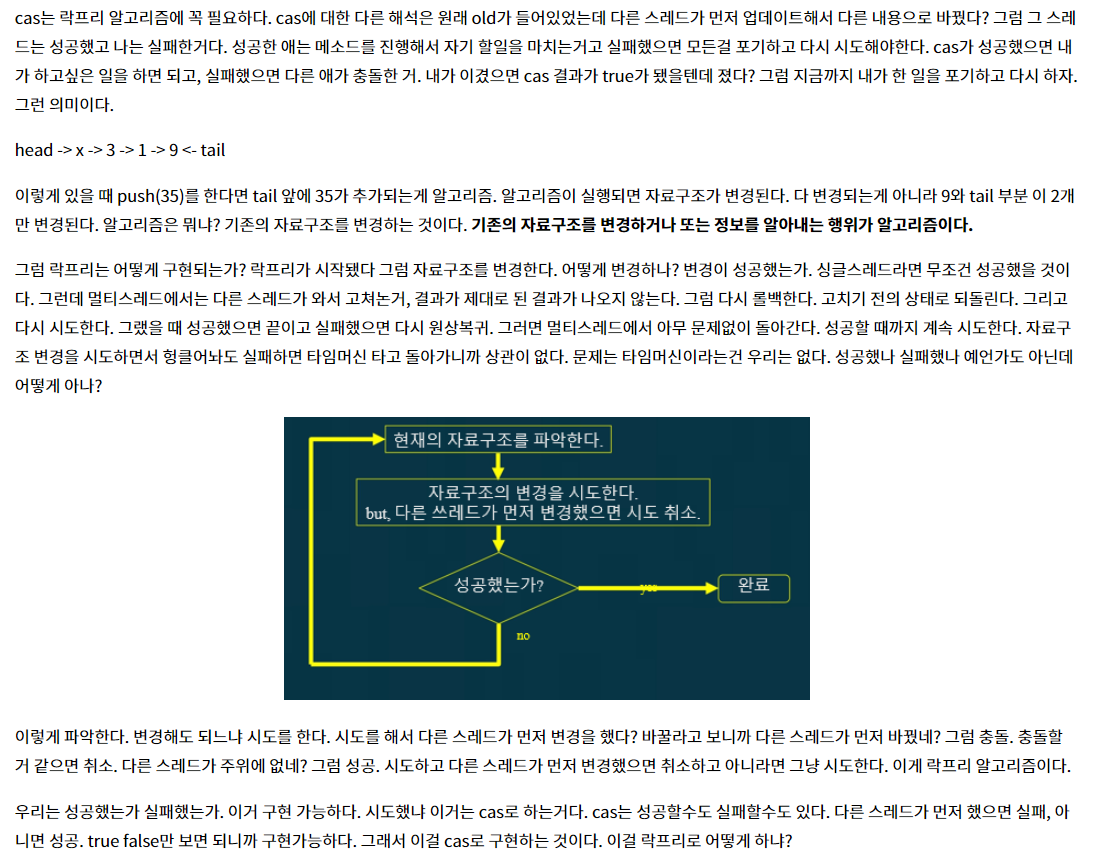 cas는 락프리 알고리즘에 꼭 필요하다. cas에 대한 다른 해석은 원래 old가 들어있었는데 다른 스레드가 먼저 업데이트해서 다른 내용으로 바꿨다? 그럼 그 스레
드는 성공했고 나는 실패한거다. 성공한 애는 메소드를 진행해서 자기 할일을 마치는거고 실패했으면 모든걸 포기하고 다시 시도해야한다. cas가 성공했으면 내
가 하고싶은 일을 하면 되고, 실패했으면 다른 애가 충돌한 거. 내가 이겼으면 cas 결과가 true가 됐을텐데 졌다? 그럼 지금까지 내가 한 일을 포기하고 다시 하자.
그런 의미이다.
head -> x -> 3 -> 1 -> 9 <- tail
이렇게 있을 때 push(35)를 한다면 tail 앞에 35가 추가되는게 알고리즘. 알고리즘이 실행되면 자료구조가 변경된다. 다 변경되는게 아니라 9와 tail 부분 이 2개
만 변경된다. 알고리즘은 뭐냐? 기존의 자료구조를 변경하는 것이다. 기존의 자료구조를 변경하거나 또는 정보를 알아내는 행위가 알고리즘이다.
그럼 락프리는 어떻게 구현되는가? 락프리가 시작됐다 그럼 자료구조를 변경한다. 어떻게 변경하나? 변경이 성공했는가. 싱글스레드라면 무조건 성공했을 것이
다. 그런데 멀티스레드에서는 다른 스레드가 와서 고쳐논거, 결과가 제대로 된 결과가 나오지 않는다. 그럼 다시 롤백한다. 고치기 전의 상태로 되돌린다. 그리고
다시 시도한다. 그랬을 때 성공했으면 끝이고 실패했으면 다시 원상복귀. 그러면 멀티스레드에서 아무 문제없이 돌아간다. 성공할 때까지 계속 시도한다. 자료구
조 변경을 시도하면서 헝클어놔도 실패하면 타임머신 타고 돌아가니까 상관이 없다. 문제는 타임머신이라는건 우리는 없다. 성공했나 실패했나 예언가도 아닌데
어떻게 아나?
현재의 자료구조를 파악한다.
자료구조의 변경을 시도한다.
but, 다른 쓰레드가 먼저 변경했으면 시도 취소.
성공했는가?
yes
완료
no
이렇게 파악한다. 변경해도 되느냐 시도를 한다. 시도를 해서 다른 스레드가 먼저 변경을 했다? 바꿀라고 보니까 다른 스레드가 먼저 바꿨네? 그럼 충돌. 충돌할
거 같으면 취소. 다른 스레드가 주위에 없네? 그럼 성공. 시도하고 다른 스레드가 먼저 변경했으면 취소하고 아니라면 그냥 시도한다. 이게 락프리 알고리즘이다.
우리는 성공했는가 실패했는가. 이거 구현 가능하다. 시도했냐 이거는 cas로 하는거다. cas는 성공할수도 실패할수도 있다. 다른 스레드가 먼저 했으면 실패, 아
니면 성공. true false만 보면 되니까 구현가능하다. 그래서 이걸 cas로 구현하는 것이다. 이걸 락프리로 어떻게 하냐?